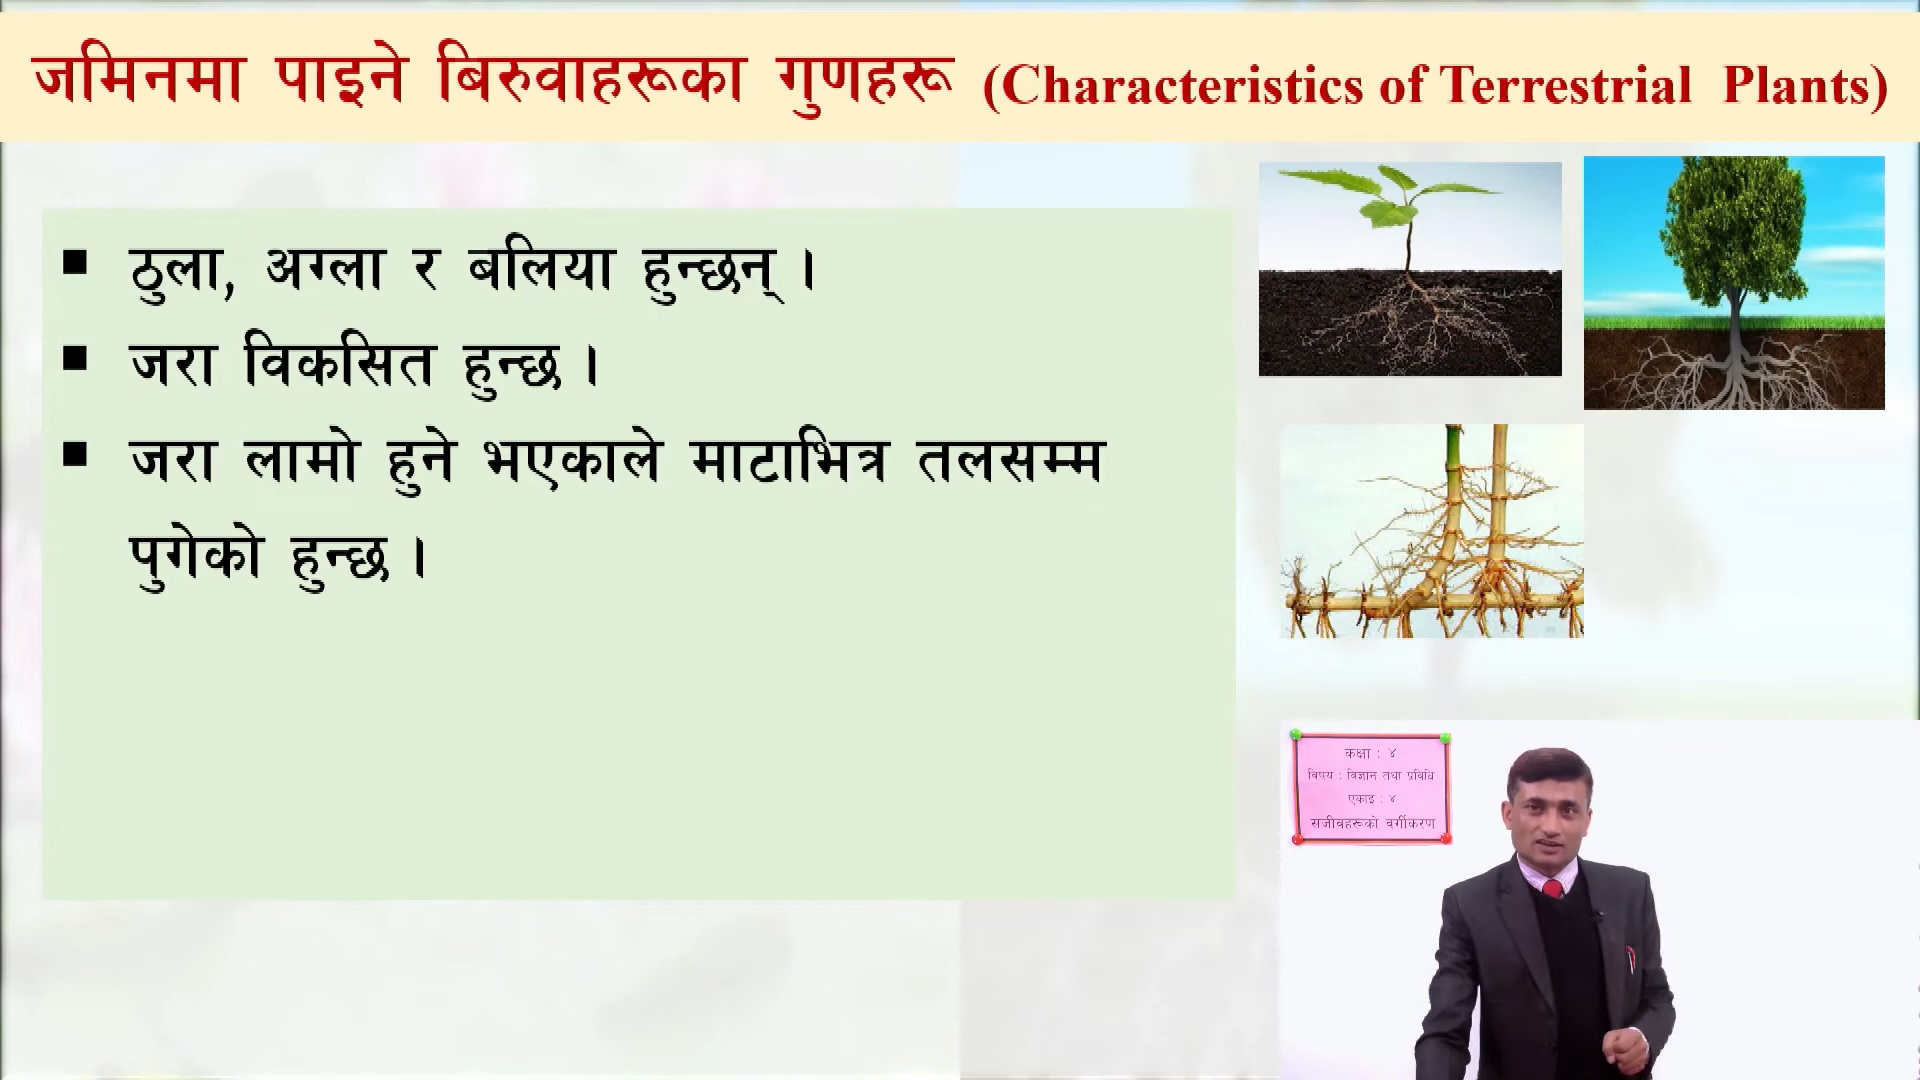 जमिनमा पाइने बिरुवाहरूका गुणहरू (Characteristics of Terrestrial Plants)
▪ ठुला, अग्ला र बलिया हुन्छन् ।
▪ जरा विकसित हुन्छ ।
▪ जरा लामो हुने भएकाले माटाभित्र तलसम्म
पुगेको हुन्छ ।
कक्षा : ४
विषय : विज्ञान तथा प्रविधि
एकाइ : ४
सजीवहरूको वर्गीकरण